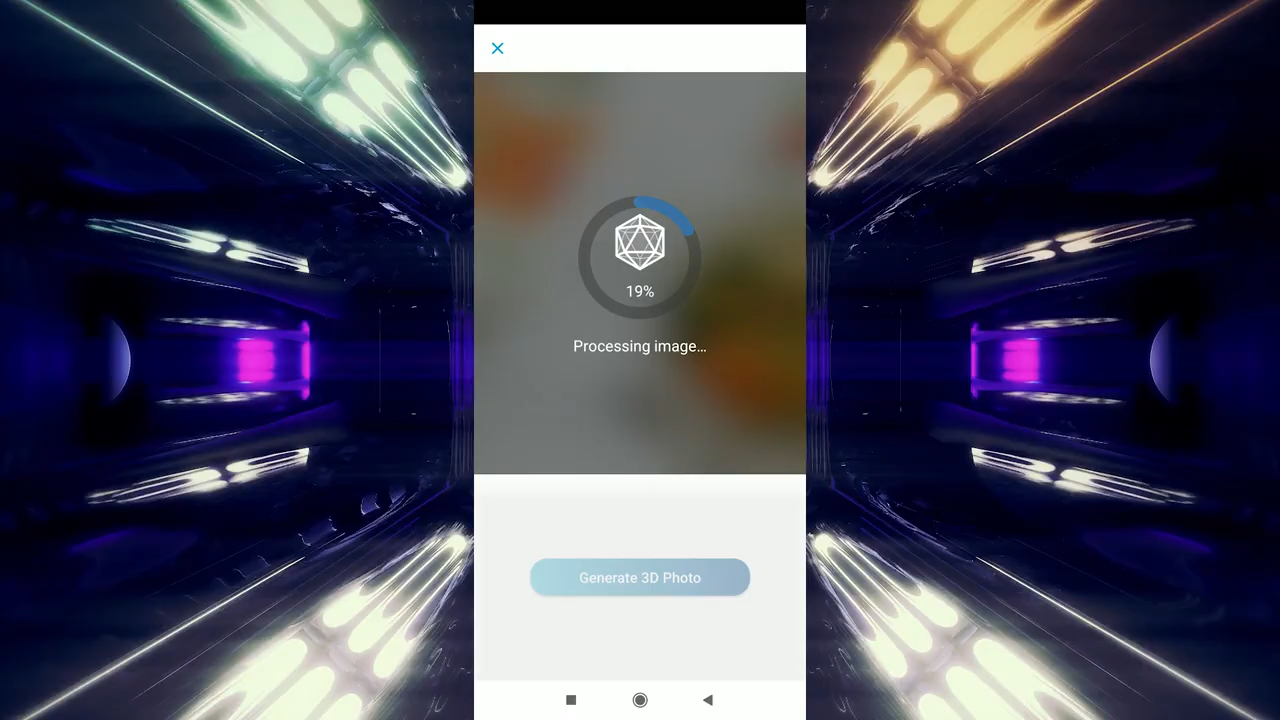 19%
Processing image…
Generate 3D Photo